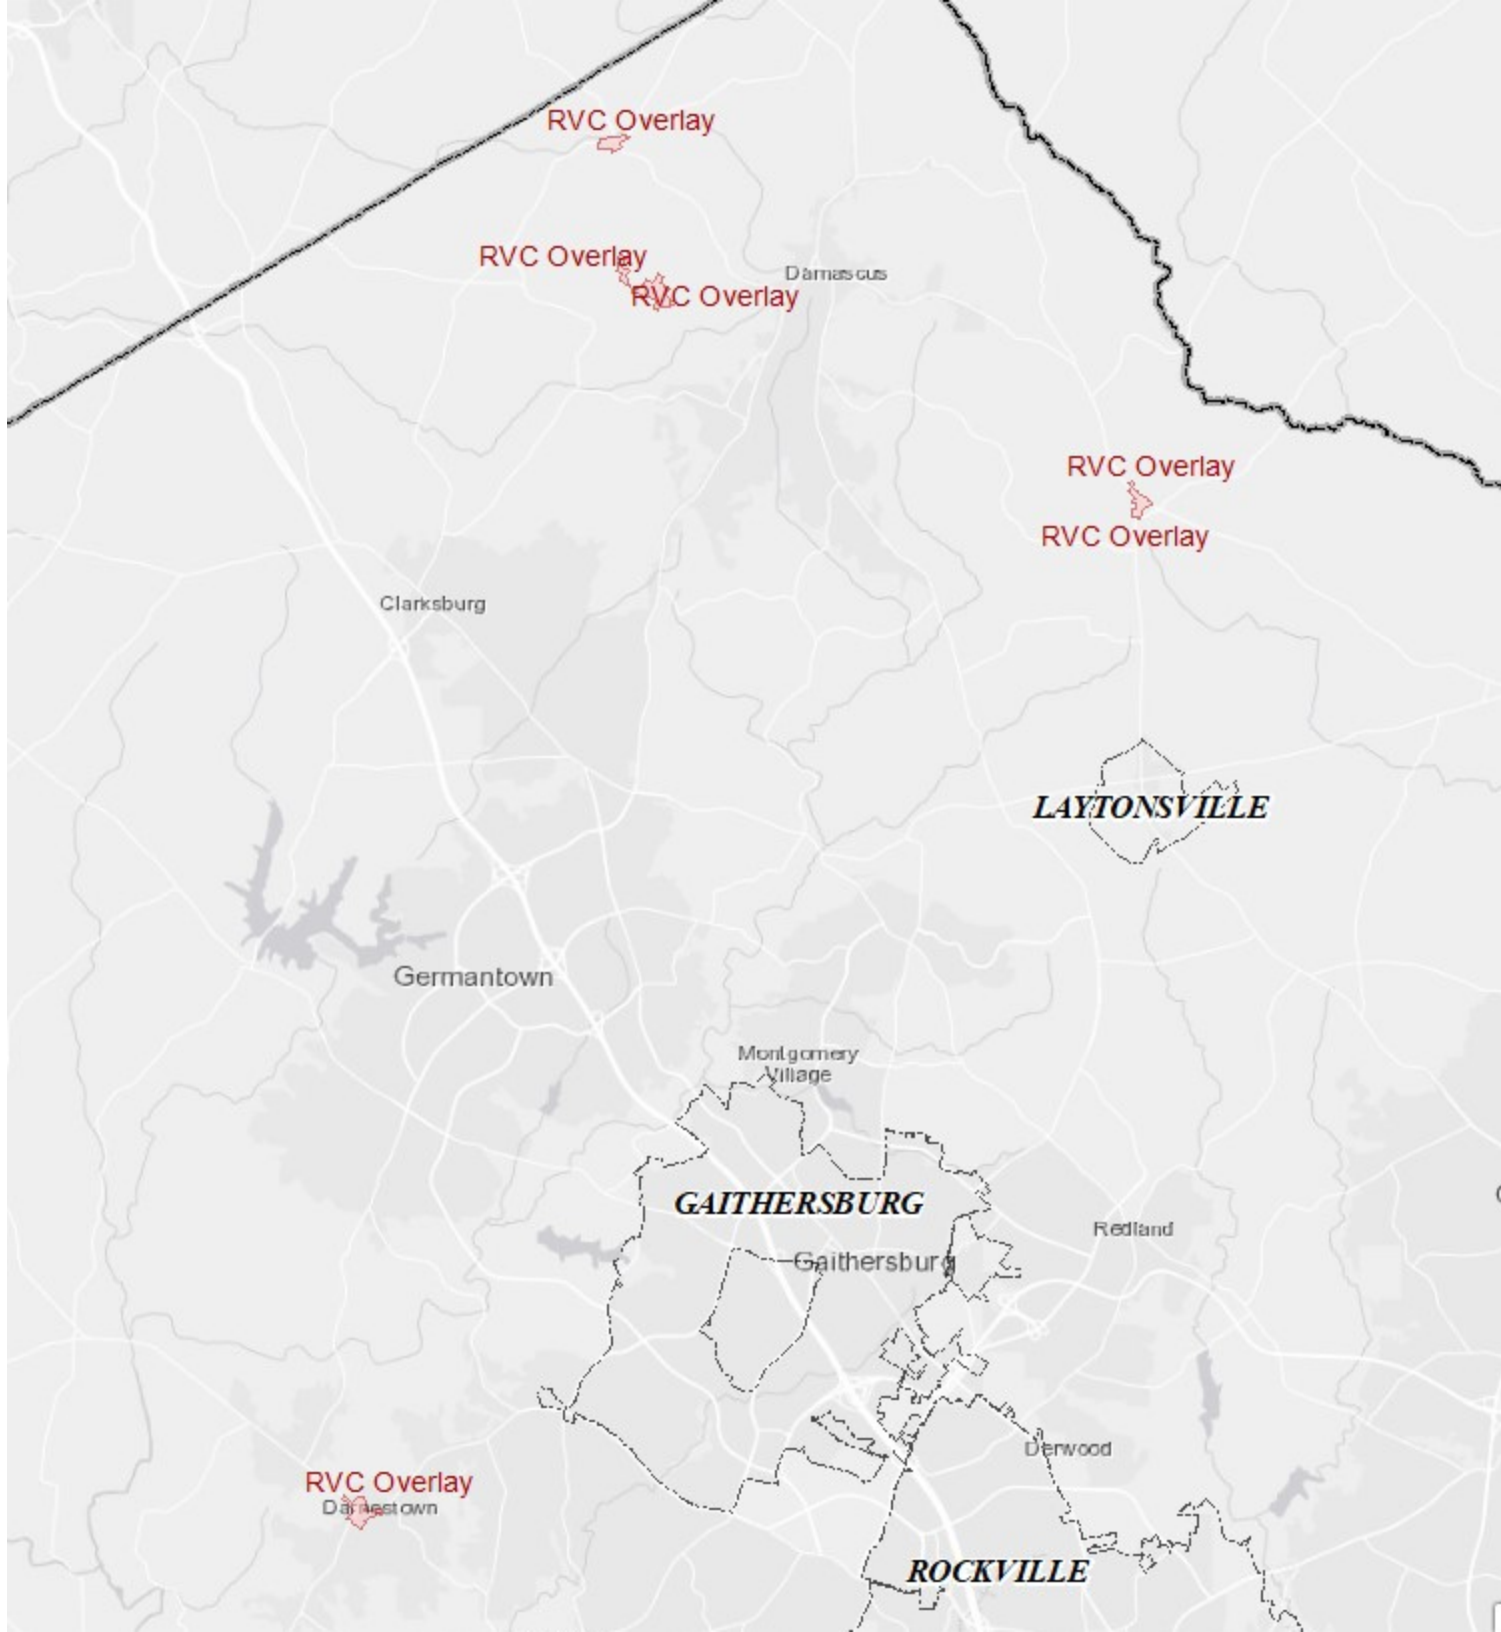 RVC Overlay
RVC Overlay
Damascus
RVC Overlay
RVC Overlay
RVC Overlay
Clarksburg
LAYTONSVILLE
Germantown
Montgomery
Village
GAITHERSBURG
Redland
Gaithersburg
Derwood
RVC Overlay
Darnestown
ROCKVILLE